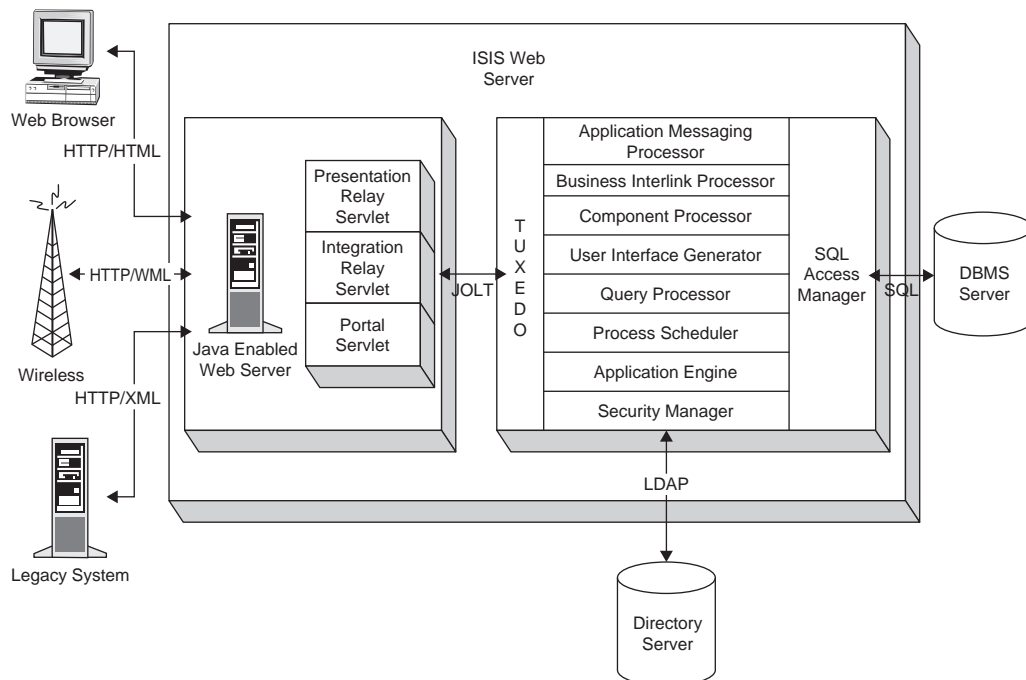 ISIS Web
Server
Web Browser
HTTP/HTML
HTTP/WML
Wireless
HTTP/XML
Legacy System
Java Enabled
Web Server
Presentation
Relay
Servlet
Integration
Relay
Servlet
Portal
Servlet
JOLT
TUXEDO
Application Messaging
Processor
Business Interlink Processor
Component Processor
User Interface Generator
Query Processor
Process Scheduler
Application Engine
Security Manager
SQL
Access
Manager
SQL
DBMS
Server
LDAP
Directory
Server